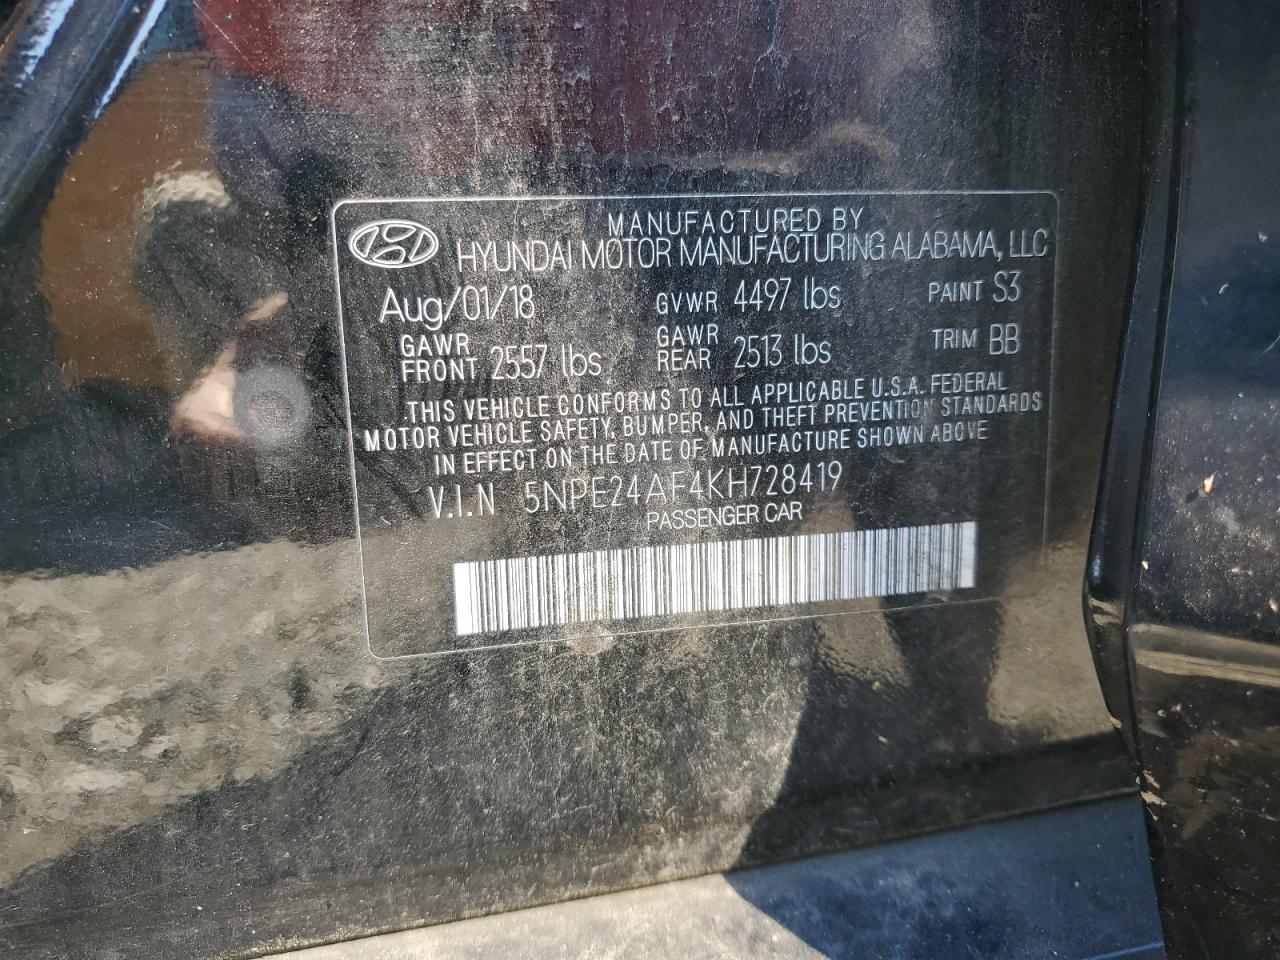 MANUFACTURED BY
HYUNDAI MOTOR MANUFACTURING ALABAMA, LLC
Aug/01/18 GVWR 4497 lbs PAINT S3
GAWR FRONT 2557 lbs GAWR REAR 2513 lbs TRIM BB
THIS VEHICLE CONFORMS TO ALL APPLICABLE U.S.A. FEDERAL
MOTOR VEHICLE SAFETY, BUMPER, AND THEFT PREVENTION STANDARDS
IN EFFECT ON THE DATE OF MANUFACTURE SHOWN ABOVE
V.I.N 5NPE24AF4KH728419
PASSENGER CAR